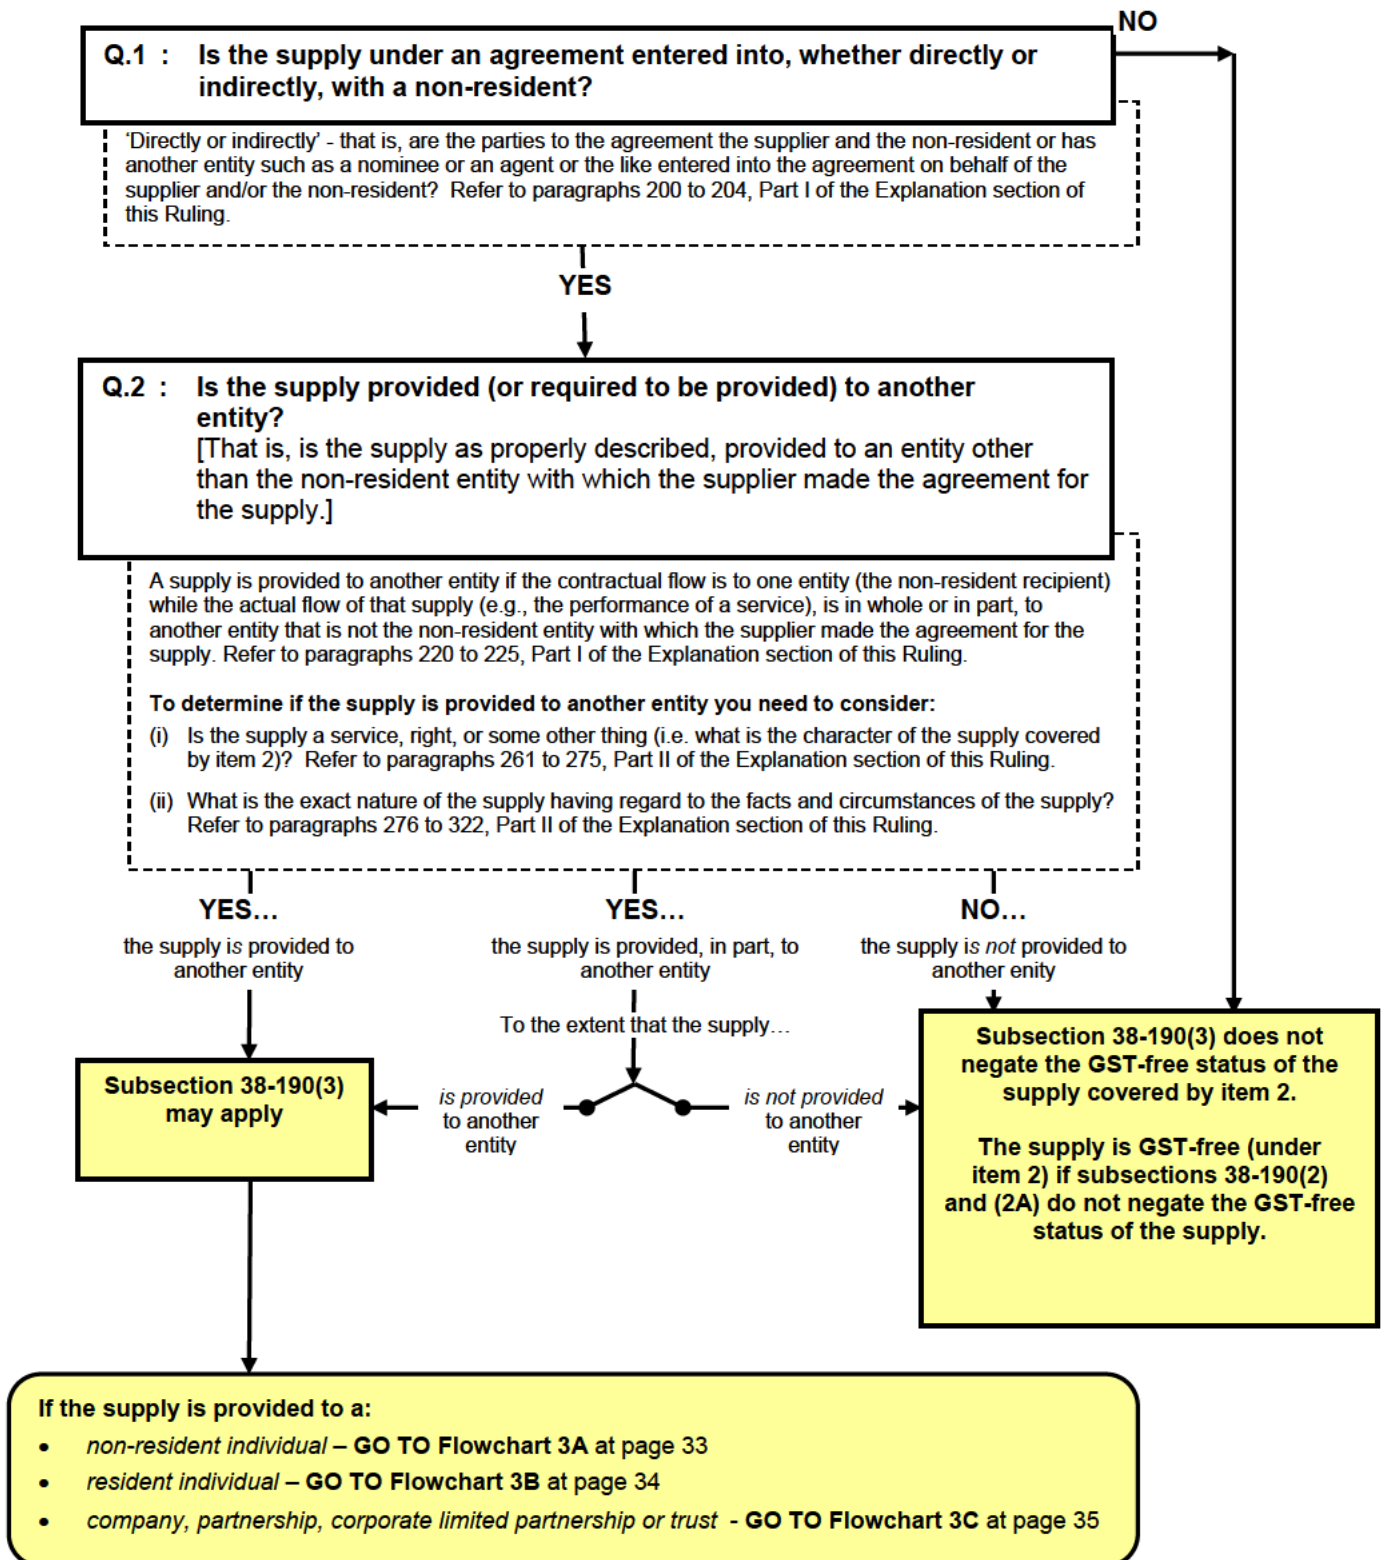 NO
Q.1 : Is the supply under an agreement entered into, whether directly or
indirectly, with a non-resident?
'Directly or indirectly' - that is, are the parties to the agreement the supplier and the non-resident or has
another entity such as a nominee or an agent or the like entered into the agreement on behalf of the
supplier and/or the non-resident? Refer to paragraphs 200 to 204, Part I of the Explanation section of
this Ruling.
YES
Q.2 : Is the supply provided (or required to be provided) to another
entity?
[That is, is the supply as properly described, provided to an entity other
than the non-resident entity with which the supplier made the agreement for
the supply.]
A supply is provided to another entity if the contractual flow is to one entity (the non-resident recipient)
while the actual flow of that supply (e.g., the performance of a service), is in whole or in part, to
another entity that is not the non-resident entity with which the supplier made the agreement for the
supply. Refer to paragraphs 220 to 225, Part I of the Explanation section of this Ruling.
To determine if the supply is provided to another entity you need to consider:
(i) Is the supply a service, right, or some other thing (i.e. what is the character of the supply covered
by item 2)? Refer to paragraphs 261 to 275, Part II of the Explanation section of this Ruling.
(ii) What is the exact nature of the supply having regard to the facts and circumstances of the supply?
Refer to paragraphs 276 to 322, Part II of the Explanation section of this Ruling.
YES…
the supply is provided to
another entity
YES…
the supply is provided, in part, to
another entity
NO…
the supply is not provided to
another enity
To the extent that the supply…
Subsection 38-190(3)
may apply
is provided
to another
entity
is not provided
to another
entity
Subsection 38-190(3) does not
negate the GST-free status of the
supply covered by item 2.
The supply is GST-free (under
item 2) if subsections 38-190(2)
and (2A) do not negate the GST-free
status of the supply.
If the supply is provided to a:
• non-resident individual – GO TO Flowchart 3A at page 33
• resident individual – GO TO Flowchart 3B at page 34
• company, partnership, corporate limited partnership or trust - GO TO Flowchart 3C at page 35